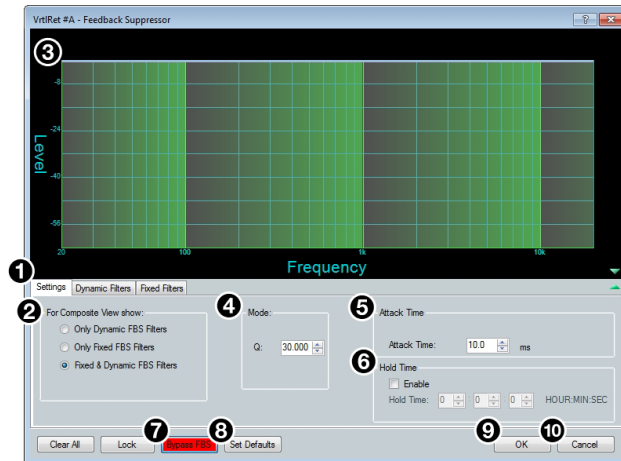 VrtlRet #A - Feedback Suppressor
?
3
-8
-24
-40
-56
Level
20 100 1k 10k
Frequency
1
Settings Dynamic Filters Fixed Filters
2 For Composite View show:
Only Dynamic FBS Filters
Only Fixed FBS Filters
Fixed & Dynamic FBS Filters
4 Mode:
Q: 30.000
5 Attack Time
Attack Time: 10.0 ms
6 Hold Time
Enable
Hold Time: 0 0 0 HOUR:MIN:SEC
7 8 9 10
Clear All Lock Bypass FBS Set Defaults OK Cancel